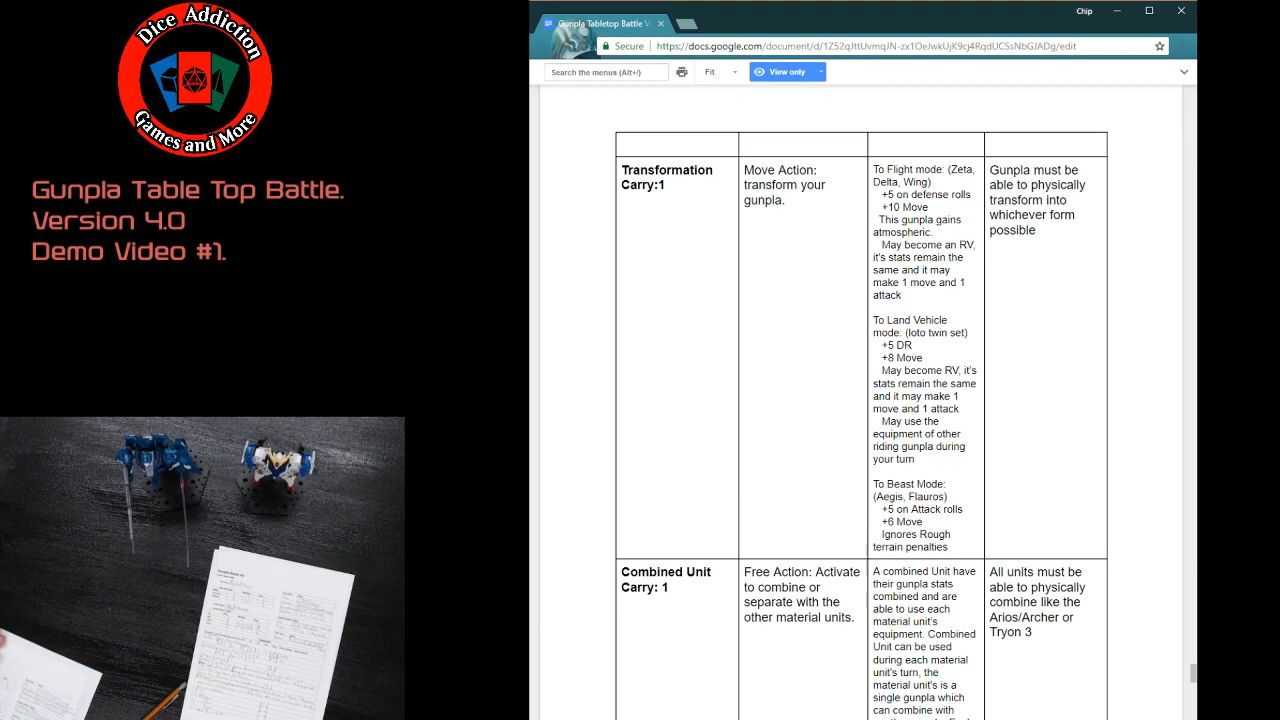 Dice Addiction
Games and More
Gunpla Table Top Battle.
Version 4.0
Demo Video #1.
Chip
Gunpla Tabletop Battle V
Secure
Search the menus (Alt+/)
Fit
View only
Transformation
Carry:1
Move Action:
transform your
gunpla.
To Flight mode: (Zeta,
Delta, Wing)
+5 on defense rolls
+10 Move
This gunpla gains
atmospheric.
May become an RV,
it's stats remain the
same and it may
make 1 move and 1
attack
To Land Vehicle
mode: (loto twin set)
+5 DR
+8 Move
May become RV, it's
stats remain the same
and it may make 1
move and 1 attack
May use the
equipment of other
riding gunpla during
your turn
To Beast Mode:
(Aegis, Flauros)
+5 on Attack rolls
+6 Move
Ignores Rough
terrain penalties
Gunpla must be
able to physically
transform into
whichever form
possible
Combined Unit
Carry: 1
Free Action: Activate
to combine or
separate with the
other material units.
A combined Unit have
their gunpla stats
combined and are
able to use each
material unit's
equipment. Combined
Unit can be used
during each material
unit's turn, the
material unit's is a
single gunpla which
can combine with
All units must be
able to physically
combine like the
Arios/Archer or
Tryon 3